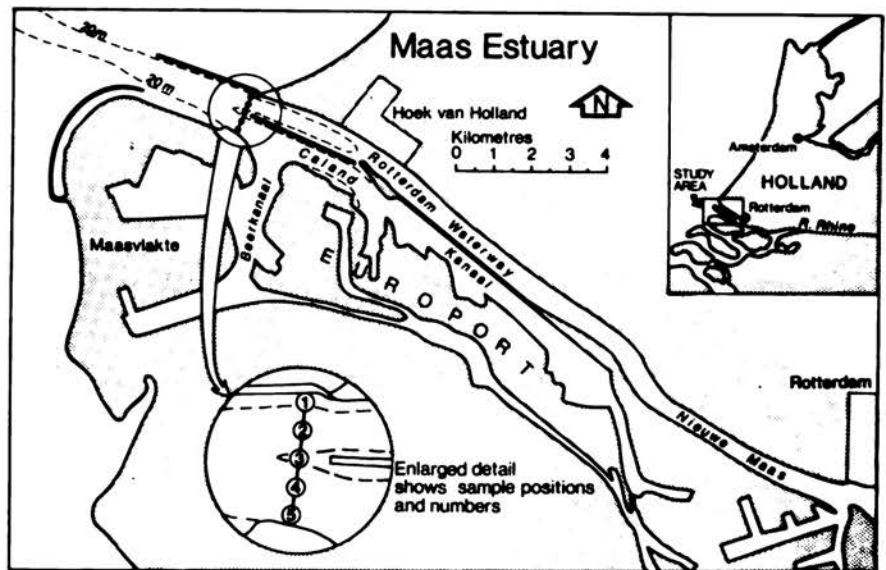 Maas Estuary
20m
20m
Hoek van Holland
N
Kilometres
0 1 2 3 4
Caland Kanaal
Rotterdam Waterway
Beerkanaal
Maasvlakte
EUROPORT
Rotterdam
Nieuwe Maas
1
2
3
4
5
Enlarged detail
shows sample positions
and numbers
Amsterdam
STUDY
AREA
HOLLAND
Rotterdam
R. Rhine